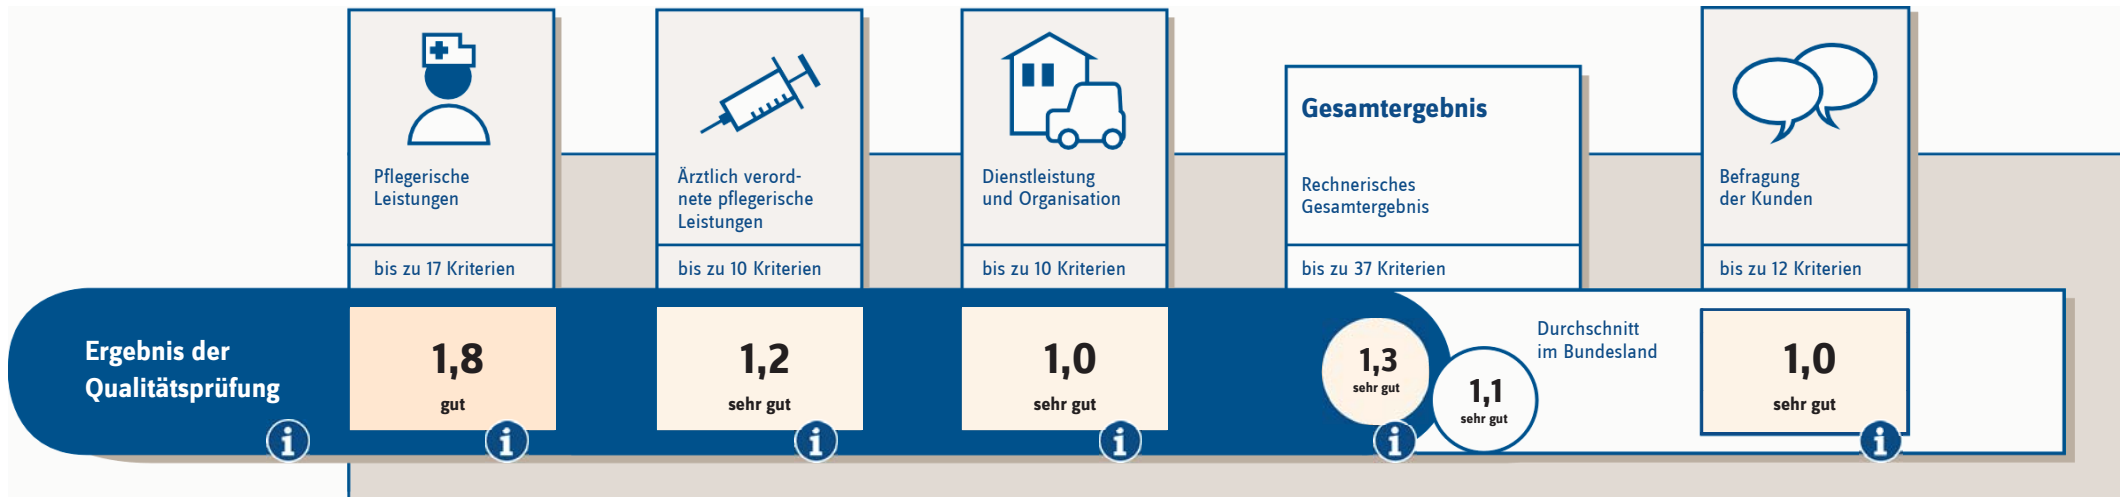 Pflegerische
Leistungen
bis zu 17 Kriterien
Ärztlich verord-
nete pflegerische
Leistungen
bis zu 10 Kriterien
Dienstleistung
und Organisation
bis zu 10 Kriterien
Gesamtergebnis
Rechnerisches
Gesamtergebnis
bis zu 37 Kriterien
Befragung
der Kunden
bis zu 12 Kriterien
Ergebnis der
Qualitätsprüfung
i
1,8
gut
i
1,2
sehr gut
i
1,0
sehr gut
i
1,3
sehr gut
i
1,1
sehr gut
Durchschnitt
im Bundesland
1,0
sehr gut
i